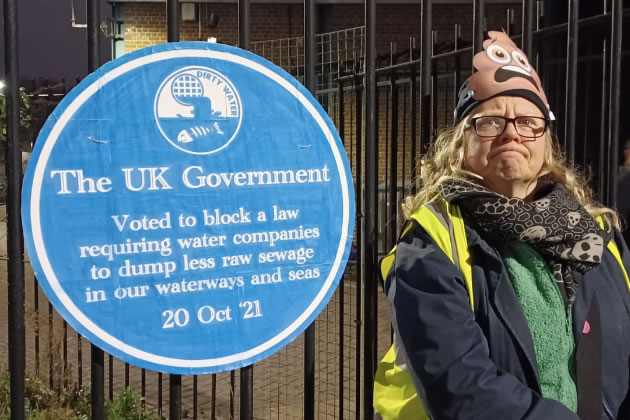 DIRTY WATER
The UK Government
Voted to block a law
requiring water companies
to dump less raw sewage
in our waterways and seas
20 Oct '21